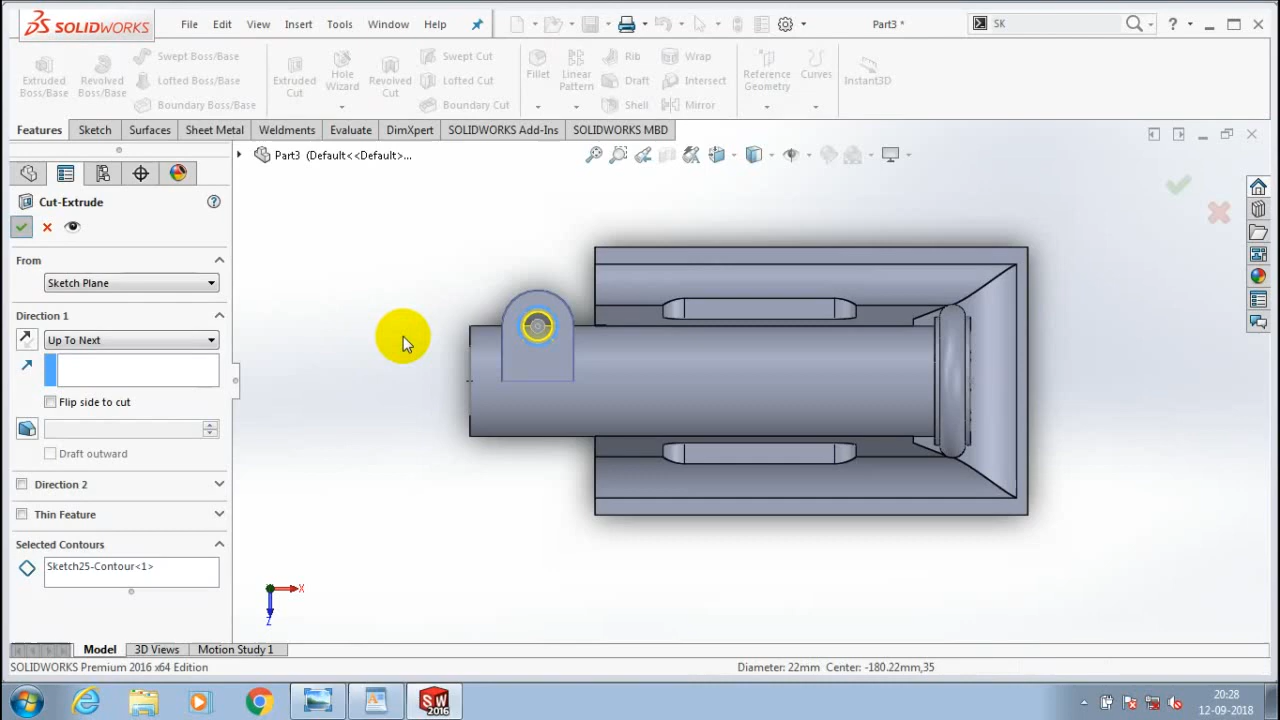 SOLIDWORKS File Edit View Insert Tools Window Help Part3 * SK ?
Extruded Boss/Base
Revolved Boss/Base
Swept Boss/Base
Lofted Boss/Base
Boundary Boss/Base
Extruded Cut
Hole Wizard
Revolved Cut
Swept Cut
Lofted Cut
Boundary Cut
Fillet
Linear Pattern
Rib
Draft
Shell
Wrap
Intersect
Mirror
Reference Geometry
Curves
Instant3D
Features Sketch Surfaces Sheet Metal Weldments Evaluate DimXpert SOLIDWORKS Add-Ins SOLIDWORKS MBD
Part3 (Default<<Default>...
Cut-Extrude
From
Sketch Plane
Direction 1
Up To Next
Flip side to cut
Draft outward
Direction 2
Thin Feature
Selected Contours
Sketch25-Contour<1>
X
Z
Model 3D Views Motion Study 1
SOLIDWORKS Premium 2016 x64 Edition
Diameter: 22mm Center: -180.22mm,35
SW
2016
20:28
12-09-2018